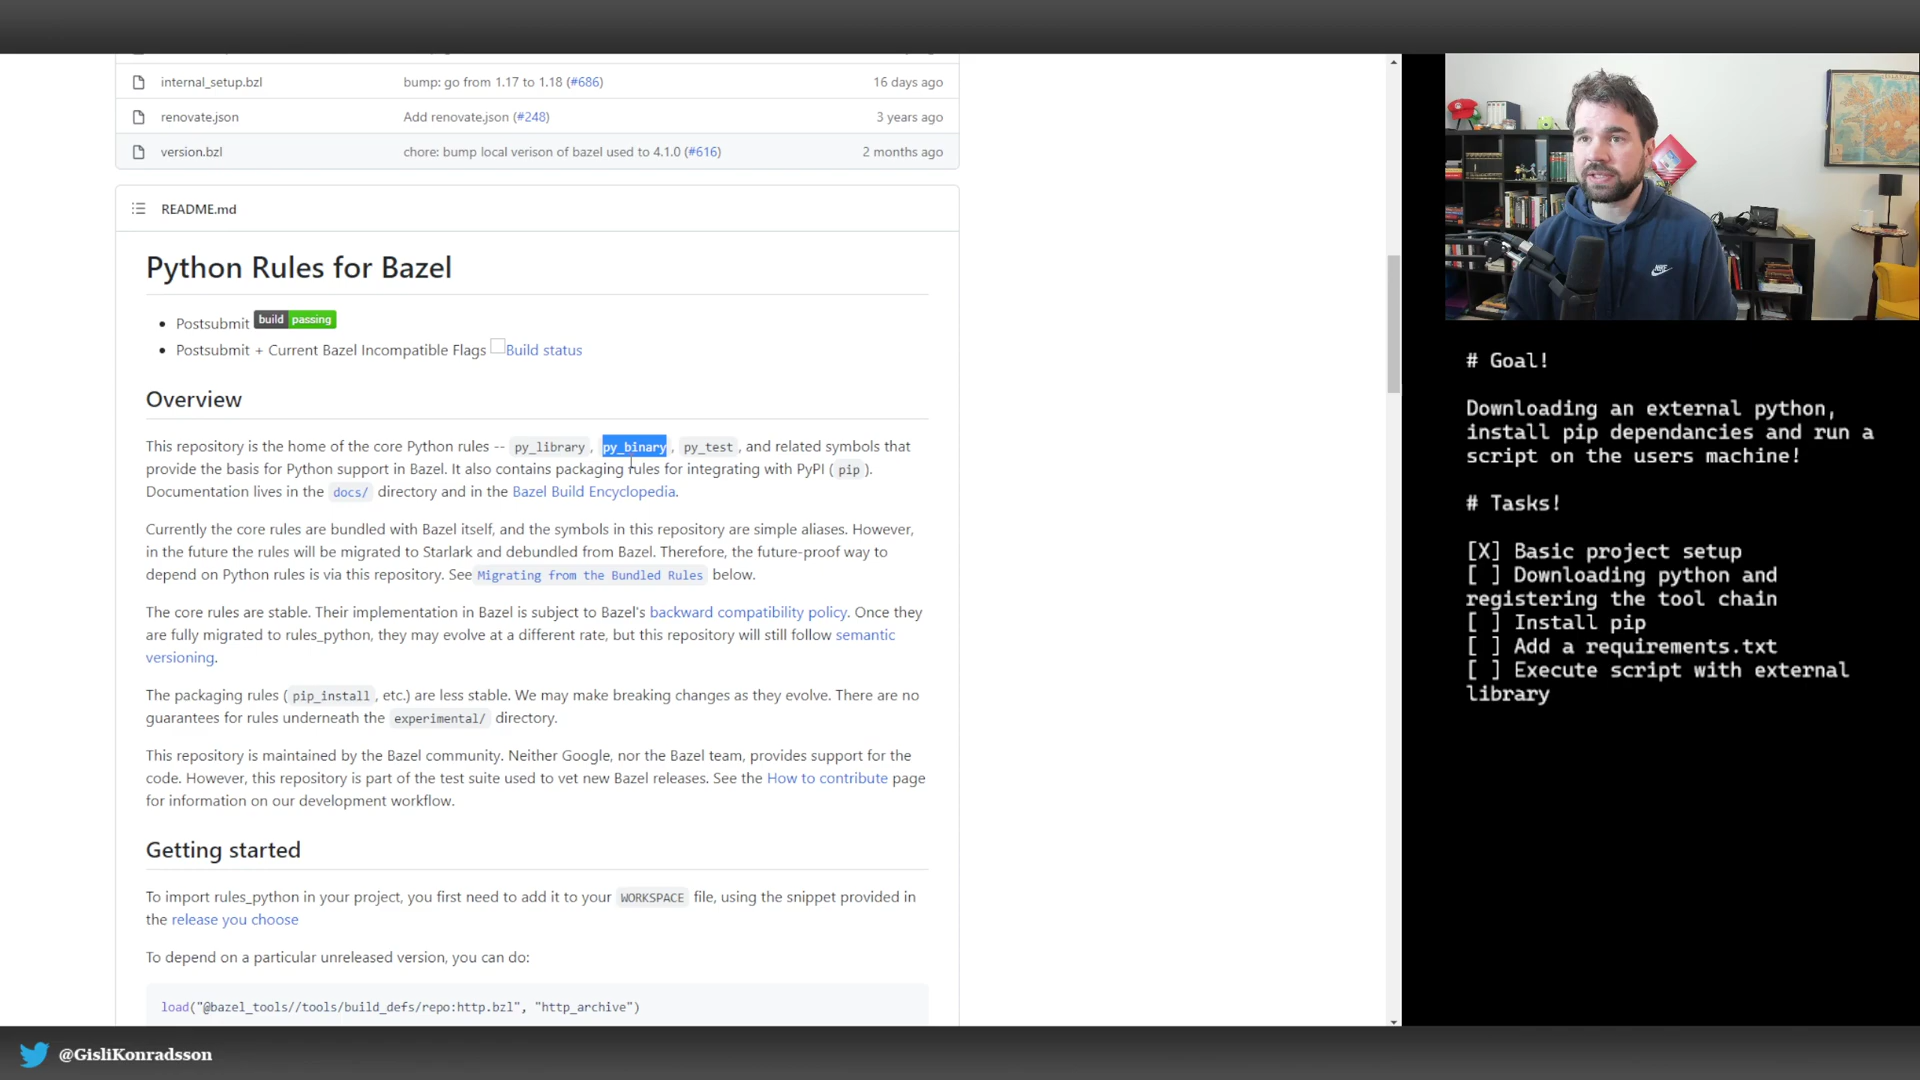 internal_setup.bzl bump: go from 1.17 to 1.18 (#686) 16 days ago
renovate.json Add renovate.json (#248) 3 years ago
version.bzl chore: bump local verison of bazel used to 4.1.0 (#616) 2 months ago
README.md
Python Rules for Bazel
Postsubmit build passing
Postsubmit + Current Bazel Incompatible Flags Build status
Overview
This repository is the home of the core Python rules -- py_library, py_binary, py_test, and related symbols that
provide the basis for Python support in Bazel. It also contains packaging rules for integrating with PyPI (pip).
Documentation lives in the docs/ directory and in the Bazel Build Encyclopedia.
Currently the core rules are bundled with Bazel itself, and the symbols in this repository are simple aliases. However,
in the future the rules will be migrated to Starlark and debundled from Bazel. Therefore, the future-proof way to
depend on Python rules is via this repository. See Migrating from the Bundled Rules below.
The core rules are stable. Their implementation in Bazel is subject to Bazel's backward compatibility policy. Once they
are fully migrated to rules_python, they may evolve at a different rate, but this repository will still follow semantic
versioning.
The packaging rules (pip_install, etc.) are less stable. We may make breaking changes as they evolve. There are no
guarantees for rules underneath the experimental/ directory.
This repository is maintained by the Bazel community. Neither Google, nor the Bazel team, provides support for the
code. However, this repository is part of the test suite used to vet new Bazel releases. See the How to contribute page
for information on our development workflow.
Getting started
To import rules_python in your project, you first need to add it to your WORKSPACE file, using the snippet provided in
the release you choose
To depend on a particular unreleased version, you can do:
load("@bazel_tools//tools/build_defs/repo:http.bzl", "http_archive")
# Goal!
Downloading an external python,
install pip dependancies and run a
script on the users machine!
# Tasks!
[X] Basic project setup
[ ] Downloading python and
registering the tool chain
[ ] Install pip
[ ] Add a requirements.txt
[ ] Execute script with external
library
@GisliKonradsson